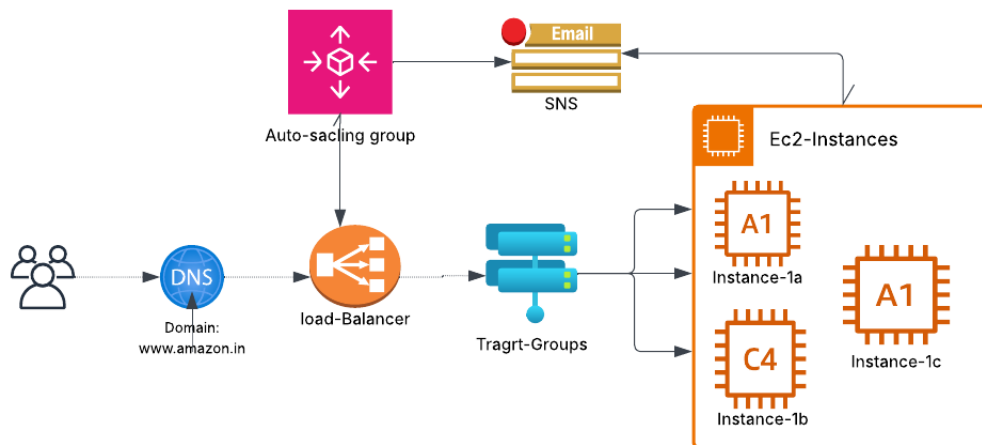 Email
SNS
Auto-sacling group
Ec2-Instances
A1
Instance-1a
A1
Instance-1c
C4
Instance-1b
DNS
Domain:
www.amazon.in
load-Balancer
Tragrt-Groups